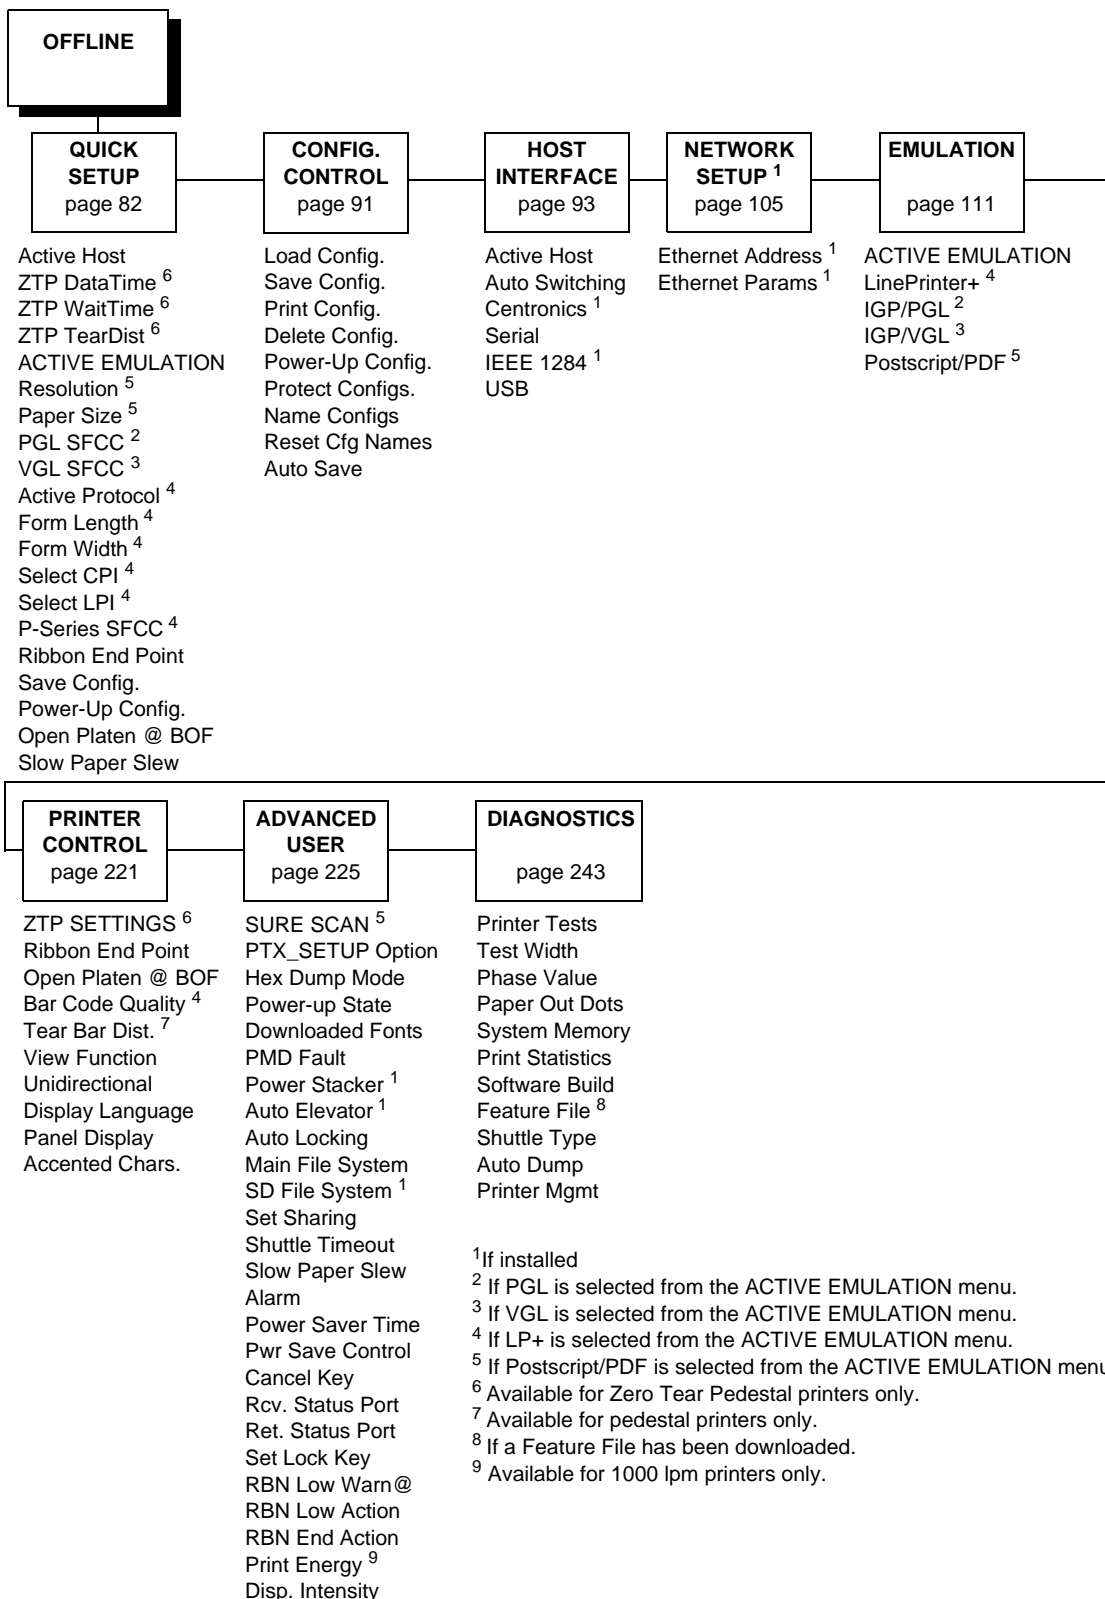 OFFLINE
QUICK
SETUP
page 82
CONFIG.
CONTROL
page 91
HOST
INTERFACE
page 93
NETWORK
SETUP 1
page 105
EMULATION
page 111
Active Host
ZTP DataTime 6
ZTP WaitTime 6
ZTP TearDist 6
ACTIVE EMULATION
Resolution 5
Paper Size 5
PGL SFCC 2
VGL SFCC 3
Active Protocol 4
Form Length 4
Form Width 4
Select CPI 4
Select LPI 4
P-Series SFCC 4
Ribbon End Point
Save Config.
Power-Up Config.
Open Platen @ BOF
Slow Paper Slew
Load Config.
Save Config.
Print Config.
Delete Config.
Power-Up Config.
Protect Configs.
Name Configs
Reset Cfg Names
Auto Save
Active Host
Auto Switching
Centronics 1
Serial
IEEE 1284 1
USB
Ethernet Address 1
Ethernet Params 1
ACTIVE EMULATION
LinePrinter+ 4
IGP/PGL 2
IGP/VGL 3
Postscript/PDF 5
PRINTER
CONTROL
page 221
ADVANCED
USER
page 225
DIAGNOSTICS
page 243
ZTP SETTINGS 6
Ribbon End Point
Open Platen @ BOF
Bar Code Quality 4
Tear Bar Dist. 7
View Function
Unidirectional
Display Language
Panel Display
Accented Chars.
SURE SCAN 5
PTX_SETUP Option
Hex Dump Mode
Power-up State
Downloaded Fonts
PMD Fault
Power Stacker 1
Auto Elevator 1
Auto Locking
Main File System
SD File System 1
Set Sharing
Shuttle Timeout
Slow Paper Slew
Alarm
Power Saver Time
Pwr Save Control
Cancel Key
Rcv. Status Port
Ret. Status Port
Set Lock Key
RBN Low Warn@
RBN Low Action
RBN End Action
Print Energy 9
Disp. Intensity
Printer Tests
Test Width
Phase Value
Paper Out Dots
System Memory
Print Statistics
Software Build
Feature File 8
Shuttle Type
Auto Dump
Printer Mgmt
1 If installed
2 If PGL is selected from the ACTIVE EMULATION menu.
3 If VGL is selected from the ACTIVE EMULATION menu.
4 If LP+ is selected from the ACTIVE EMULATION menu.
5 If Postscript/PDF is selected from the ACTIVE EMULATION menu
6 Available for Zero Tear Pedestal printers only.
7 Available for pedestal printers only.
8 If a Feature File has been downloaded.
9 Available for 1000 lpm printers only.